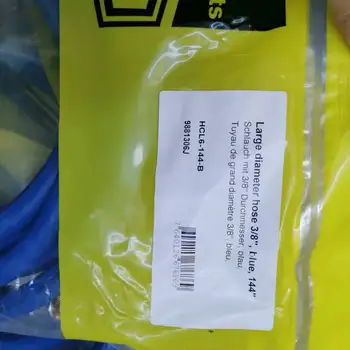 ts
Large diameter hose 3/8", blue, 144"
Schlauch mit 3/8" Durchmesser, blau,
Tuyau de grand diamètre 3/8", bleu,
HCL6-144-B
9881306J